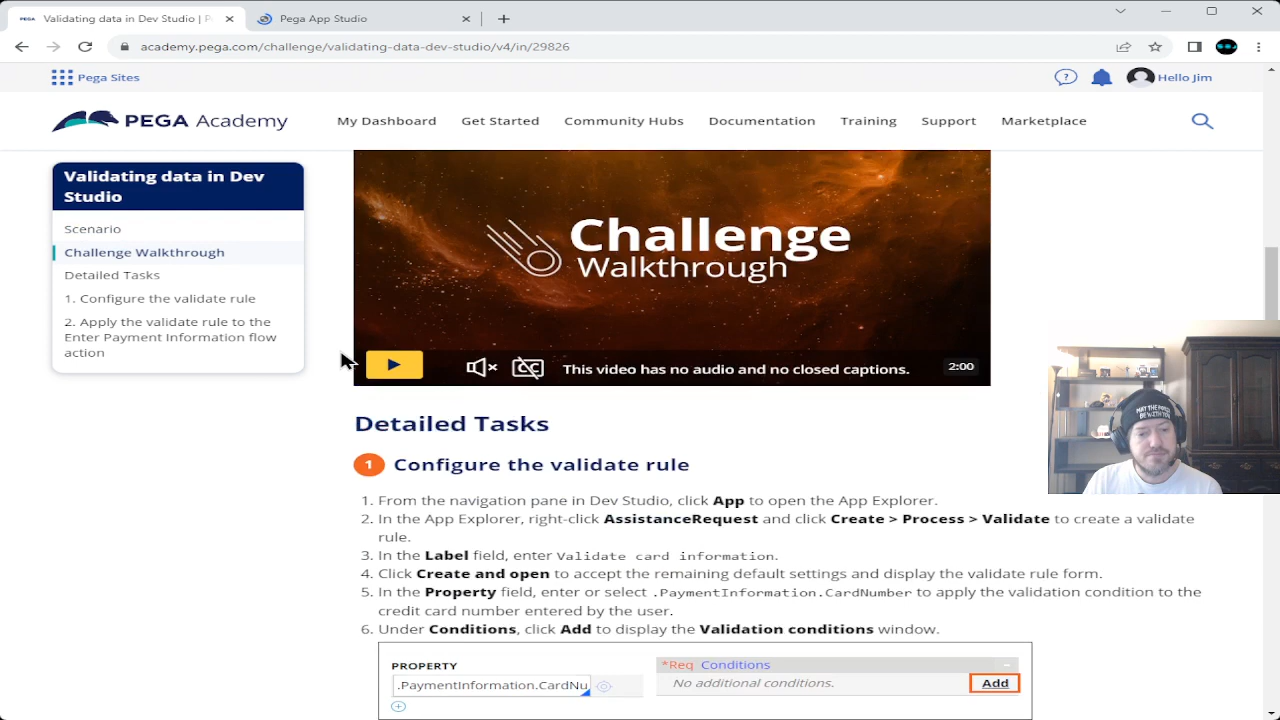 Validating data in Dev Studio | P
Pega App Studio
academy.pega.com/challenge/validating-data-dev-studio/v4/in/29826
Pega Sites
Hello Jim
PEGA Academy
My Dashboard
Get Started
Community Hubs
Documentation
Training
Support
Marketplace
Validating data in Dev
Studio
Scenario
Challenge Walkthrough
Detailed Tasks
1. Configure the validate rule
2. Apply the validate rule to the
Enter Payment Information flow
action
Challenge
Walkthrough
This video has no audio and no closed captions.
2:00
Detailed Tasks
1 Configure the validate rule
1. From the navigation pane in Dev Studio, click App to open the App Explorer.
2. In the App Explorer, right-click AssistanceRequest and click Create > Process > Validate to create a validate
rule.
3. In the Label field, enter Validate card information.
4. Click Create and open to accept the remaining default settings and display the validate rule form.
5. In the Property field, enter or select .PaymentInformation.CardNumber to apply the validation condition to the
credit card number entered by the user.
6. Under Conditions, click Add to display the Validation conditions window.
PROPERTY
*Req Conditions
.PaymentInformation.CardNu
No additional conditions.
Add